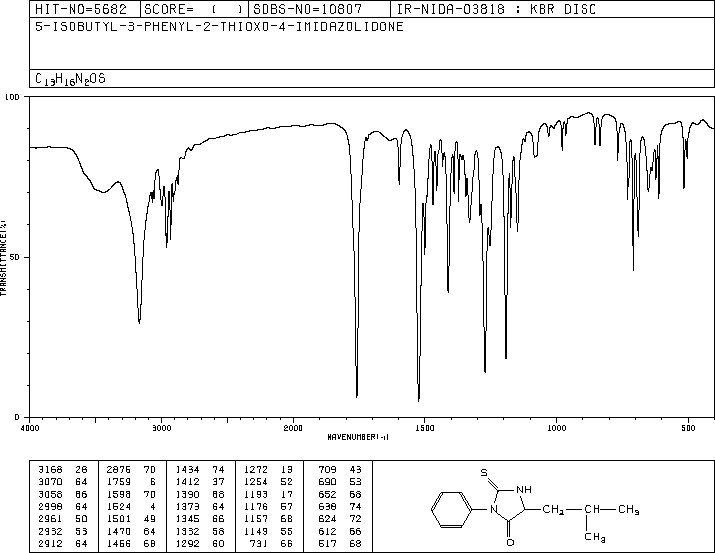 HIT-NO=5682 SCORE= ( ) SDBS-NO=10807 IR-NIDA-03818 : KBR DISC
5-ISOBUTYL-3-PHENYL-2-THIOXO-4-IMIDAZOLIDONE
C13H16N2OS
100
50
0
TRANSMITTANCE(%)
4000 3000 2000 1500 1000 500
WAVENUMBER(-1)
3168 28 2876 70 1434 74 1272 13 709 43
3070 64 1759 6 1412 37 1254 52 690 53
3058 66 1598 70 1390 68 1193 17 652 68
2998 64 1524 4 1373 64 1176 57 638 74
2961 50 1501 49 1345 66 1157 68 624 72
2932 53 1470 64 1332 58 1149 55 612 66
2912 64 1456 68 1292 60 731 66 517 68
S
NH
N
CH2 CH CH3
O
CH3